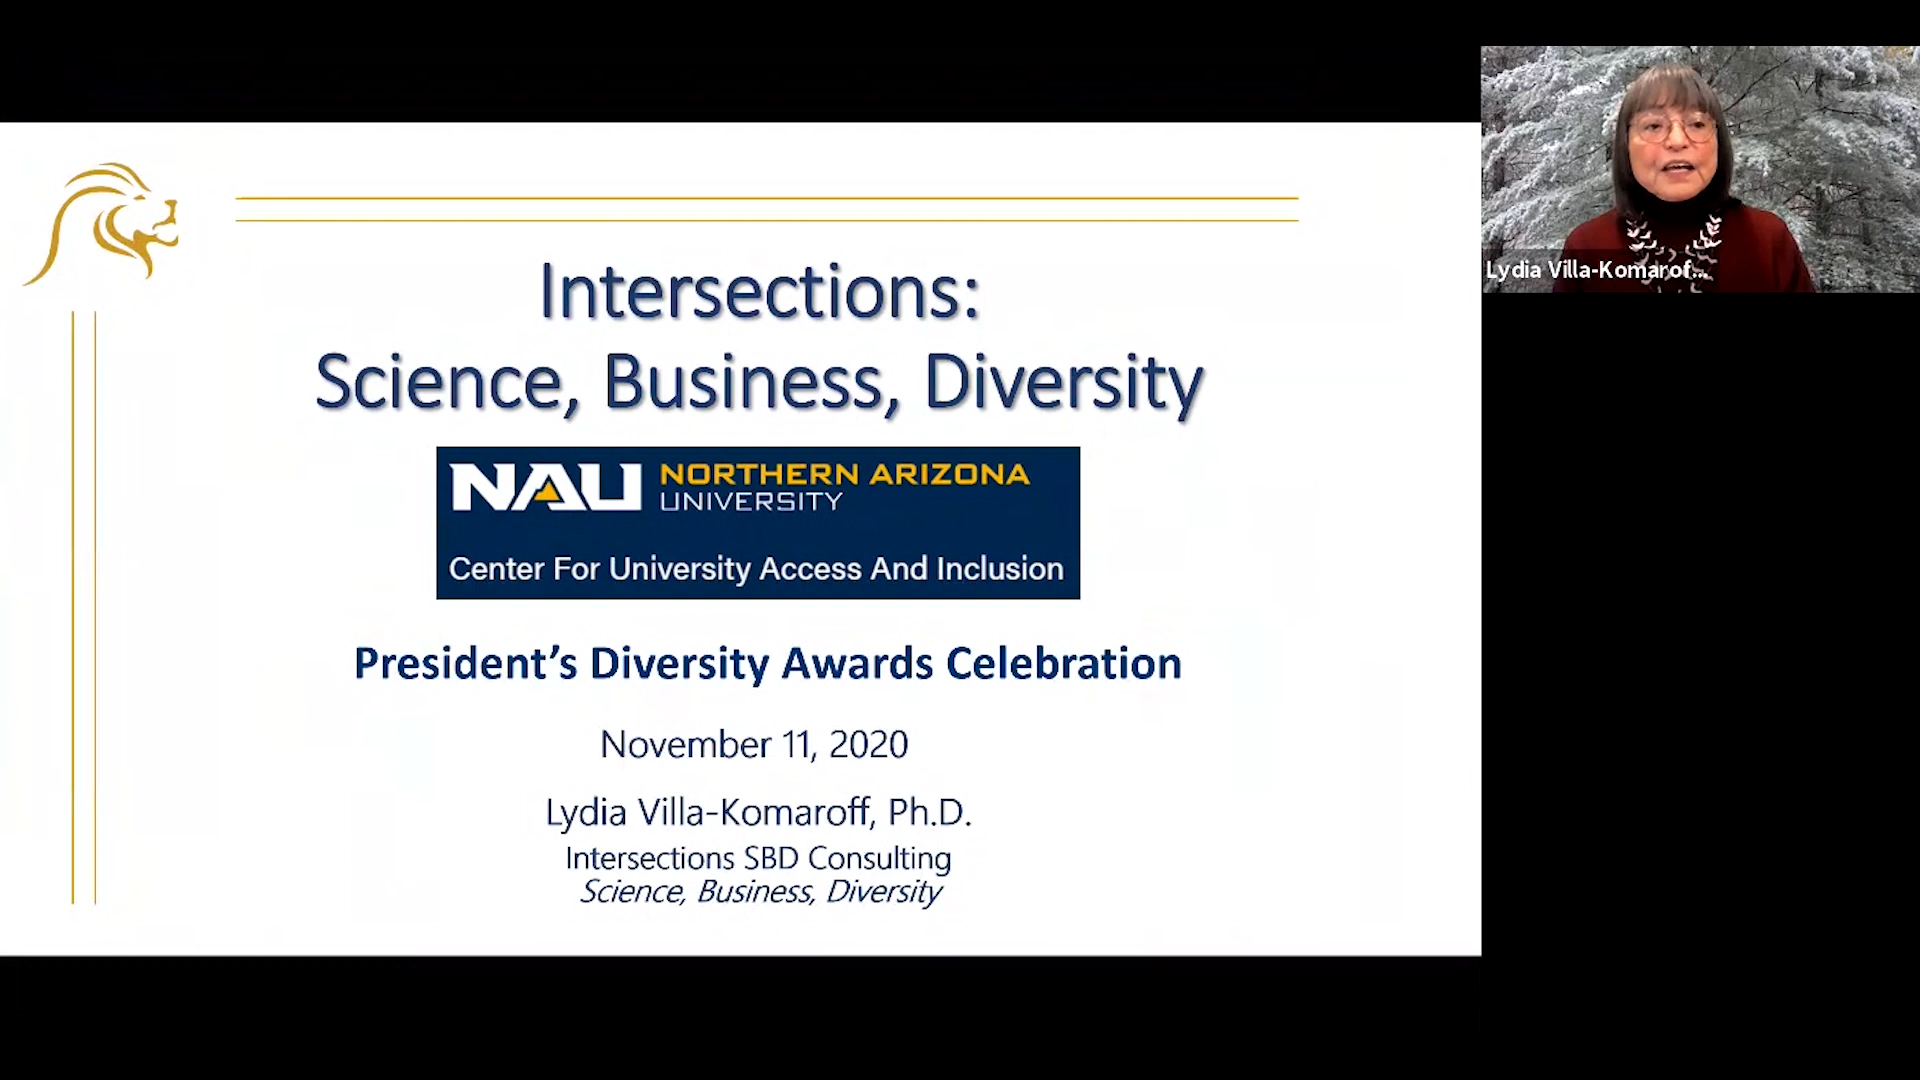 Intersections:
Science, Business, Diversity
NAU NORTHERN ARIZONA
UNIVERSITY
Center For University Access And Inclusion
President's Diversity Awards Celebration
November 11, 2020
Lydia Villa-Komaroff, Ph.D.
Intersections SBD Consulting
Science, Business, Diversity
Lydia Villa-Komarof...